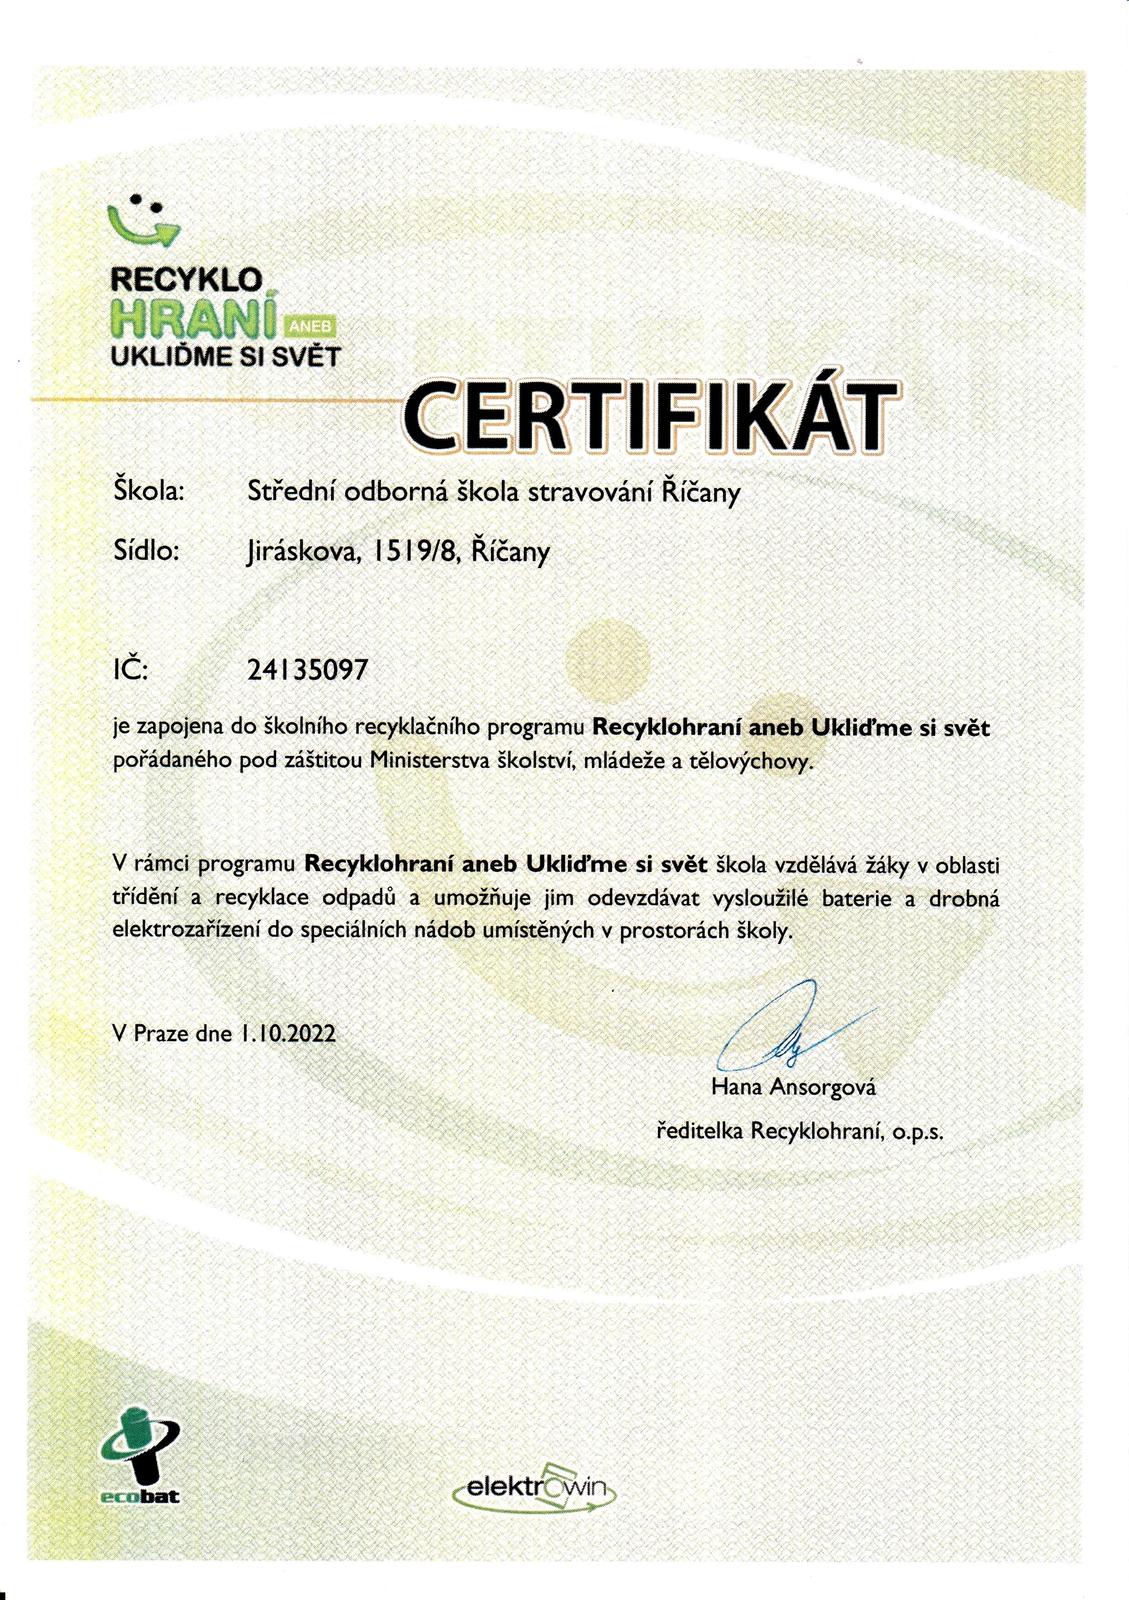 RECYKLO
HRANÍ ANEB
UKLIĎME SI SVĚT
CERTIFIKÁT
Škola: Střední odborná škola stravování Říčany
Sídlo: Jiráskova, 1519/8, Říčany
IČ: 24135097
je zapojena do školního recyklačního programu Recyklohraní aneb Ukliďme si svět
pořádaného pod záštitou Ministerstva školství, mládeže a tělovýchovy.
V rámci programu Recyklohraní aneb Ukliďme si svět škola vzdělává žáky v oblasti
třídění a recyklace odpadů a umožňuje jim odevzdávat vysloužilé baterie a drobná
elektrozařízení do speciálních nádob umístěných v prostorách školy.
V Praze dne 1.10.2022
Hana Ansorgová
ředitelka Recyklohraní, o.p.s.
ecobat
elektrowin